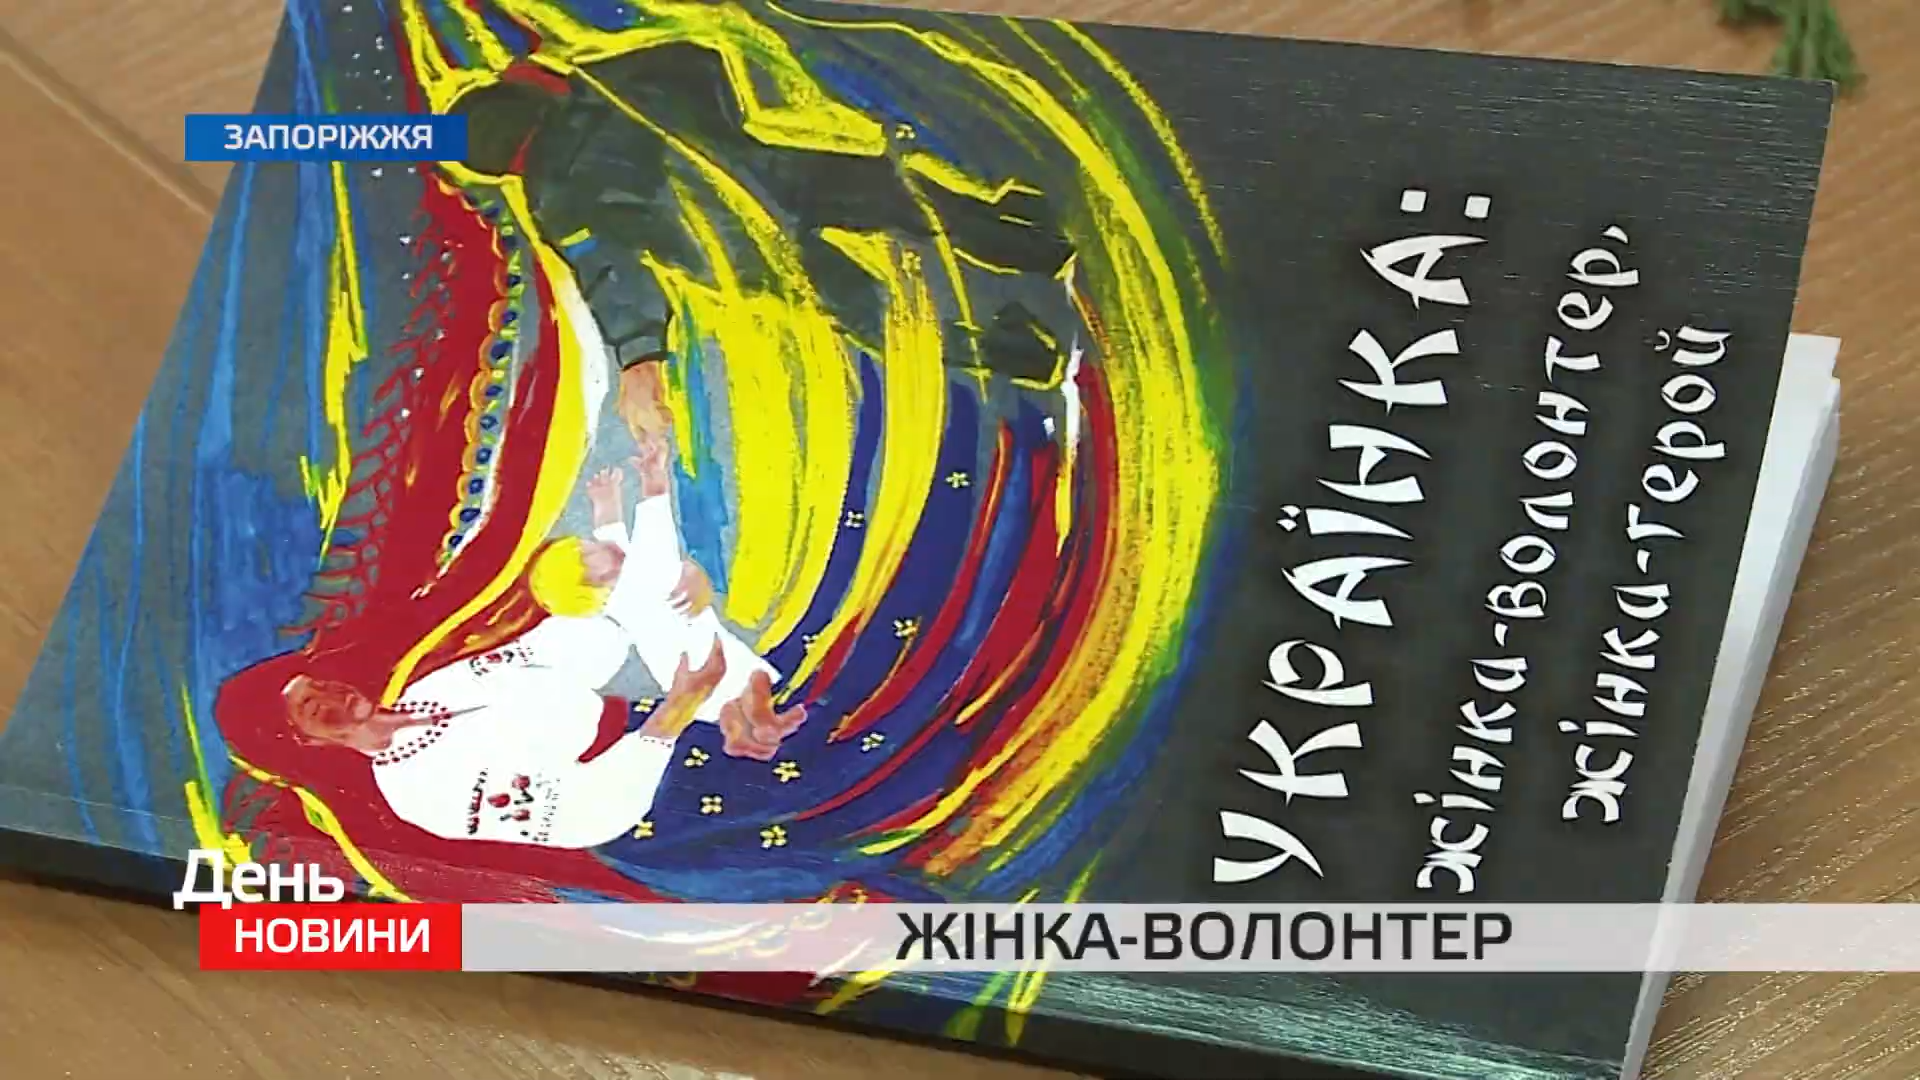 ЗАПОРІЖЖЯ
УКРАЇНКА:
жінка-волонтер,
жінка-герой
День
НОВИНИ
ЖІНКА-ВОЛОНТЕР